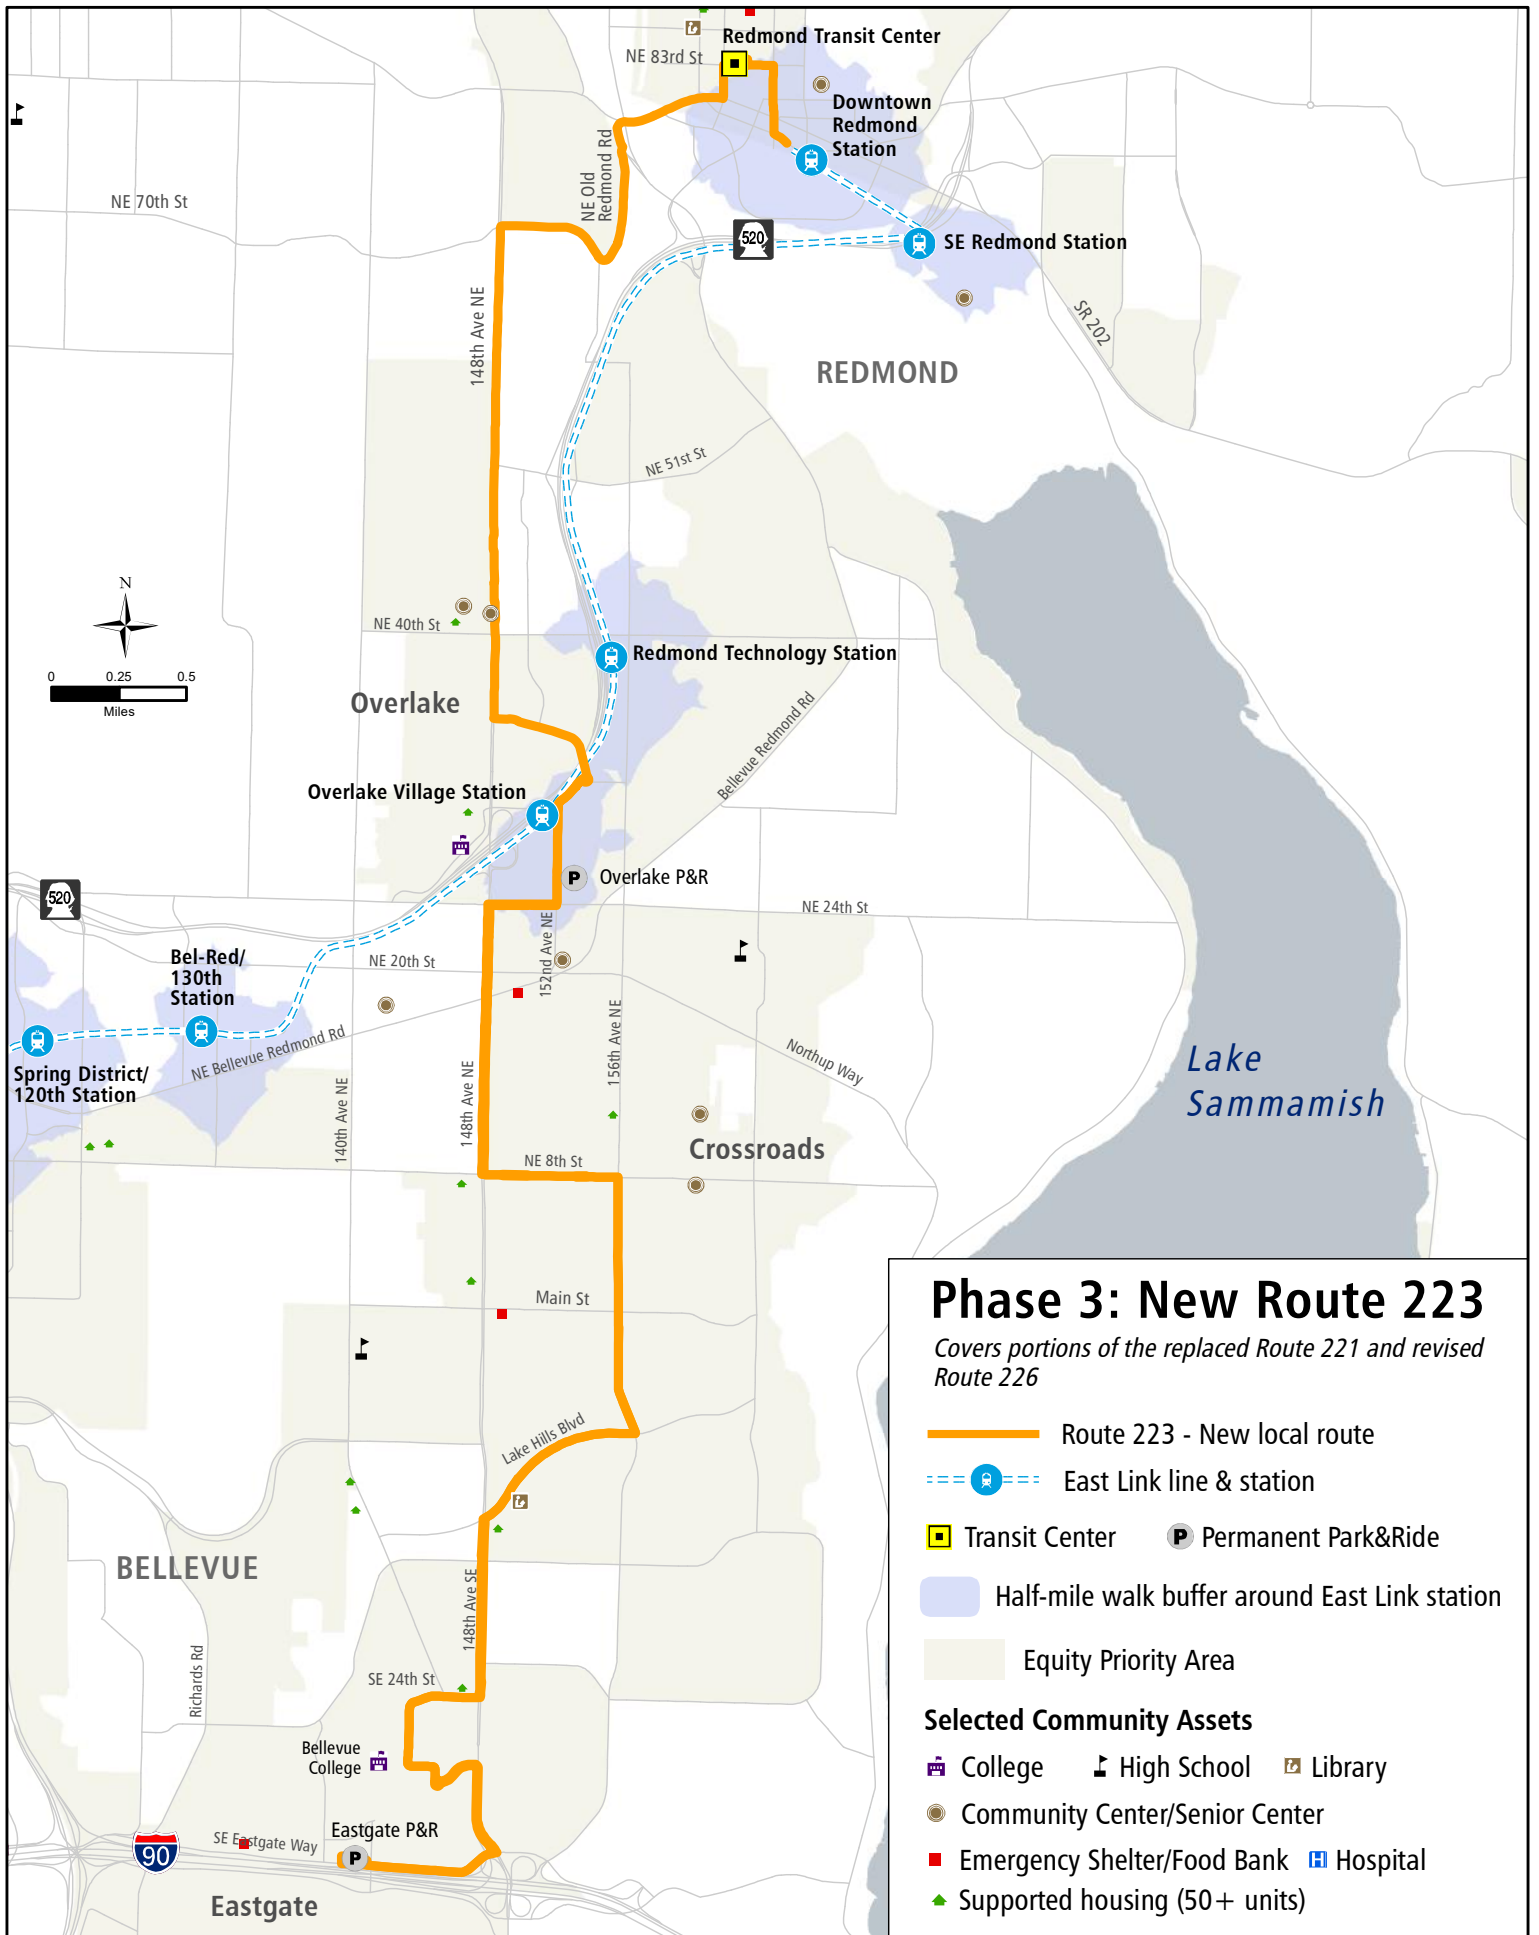 Redmond Transit Center
NE 83rd St
Downtown
Redmond
Station
NE Old
Redmond Rd
NE 70th St
520
SE Redmond Station
148th Ave NE
SR 202
REDMOND
NE 51st St
N
NE 40th St
Redmond Technology Station
0 0.25 0.5
Miles
Overlake
Bellevue Redmond Rd
Overlake Village Station
P
Overlake P&R
520
NE 24th St
152nd Ave NE
Bel-Red/
130th
Station
NE 20th St
156th Ave NE
NE Bellevue Redmond Rd
Northup Way
Lake
Sammamish
Spring District/
120th Station
140th Ave NE
148th Ave NE
Crossroads
NE 8th St
Main St
Lake Hills Blvd
BELLEVUE
148th Ave SE
Richards Rd
SE 24th St
Bellevue
College
Eastgate P&R
P
SE Eastgate Way
90
Eastgate
Phase 3: New Route 223
Covers portions of the replaced Route 221 and revised
Route 226
Route 223 - New local route
East Link line & station
Transit Center
P Permanent Park&Ride
Half-mile walk buffer around East Link station
Equity Priority Area
Selected Community Assets
College
High School
Library
Community Center/Senior Center
Emergency Shelter/Food Bank
H Hospital
Supported housing (50+ units)